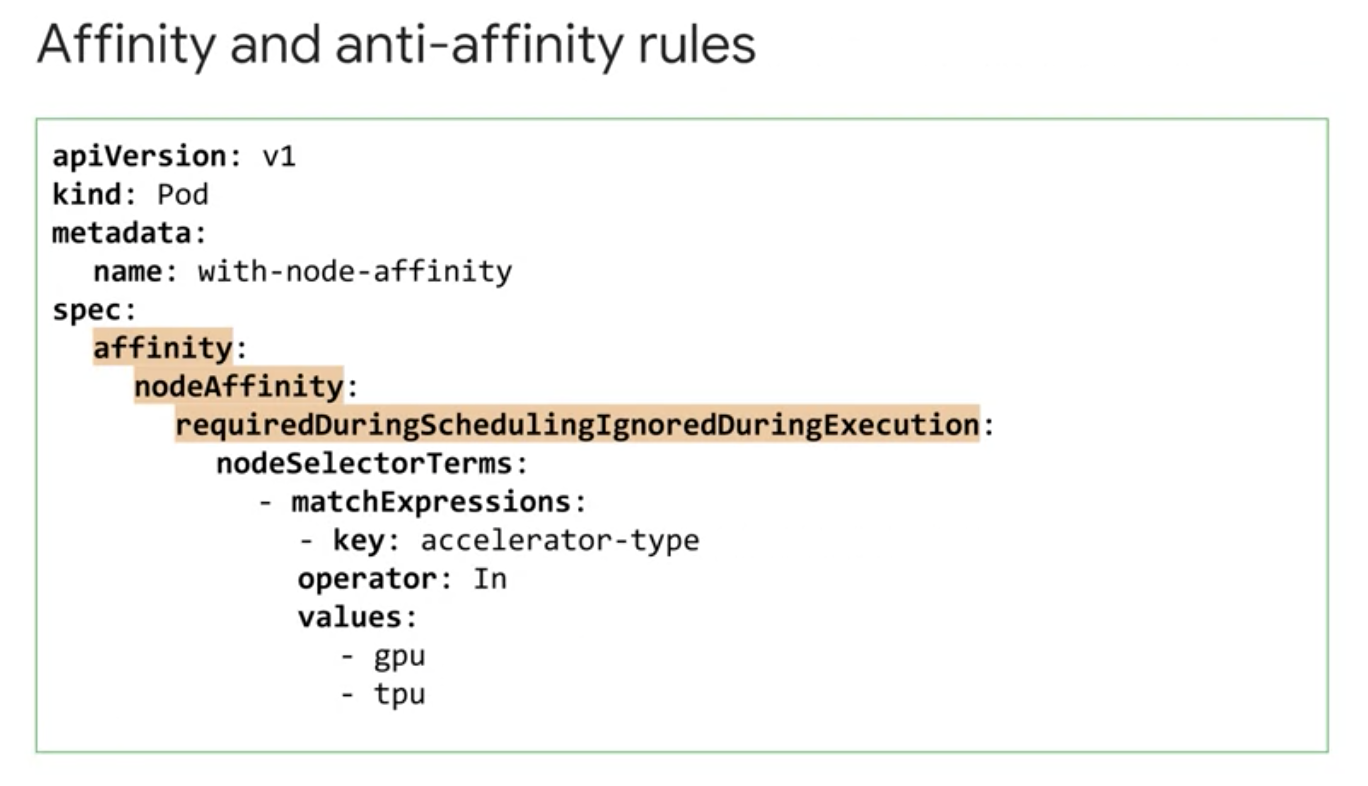 Affinity and anti-affinity rules
apiVersion: v1
kind: Pod
metadata:
  name: with-node-affinity
spec:
  affinity:
    nodeAffinity:
      requiredDuringSchedulingIgnoredDuringExecution:
        nodeSelectorTerms:
          - matchExpressions:
            - key: accelerator-type
            operator: In
            values:
              - gpu
              - tpu